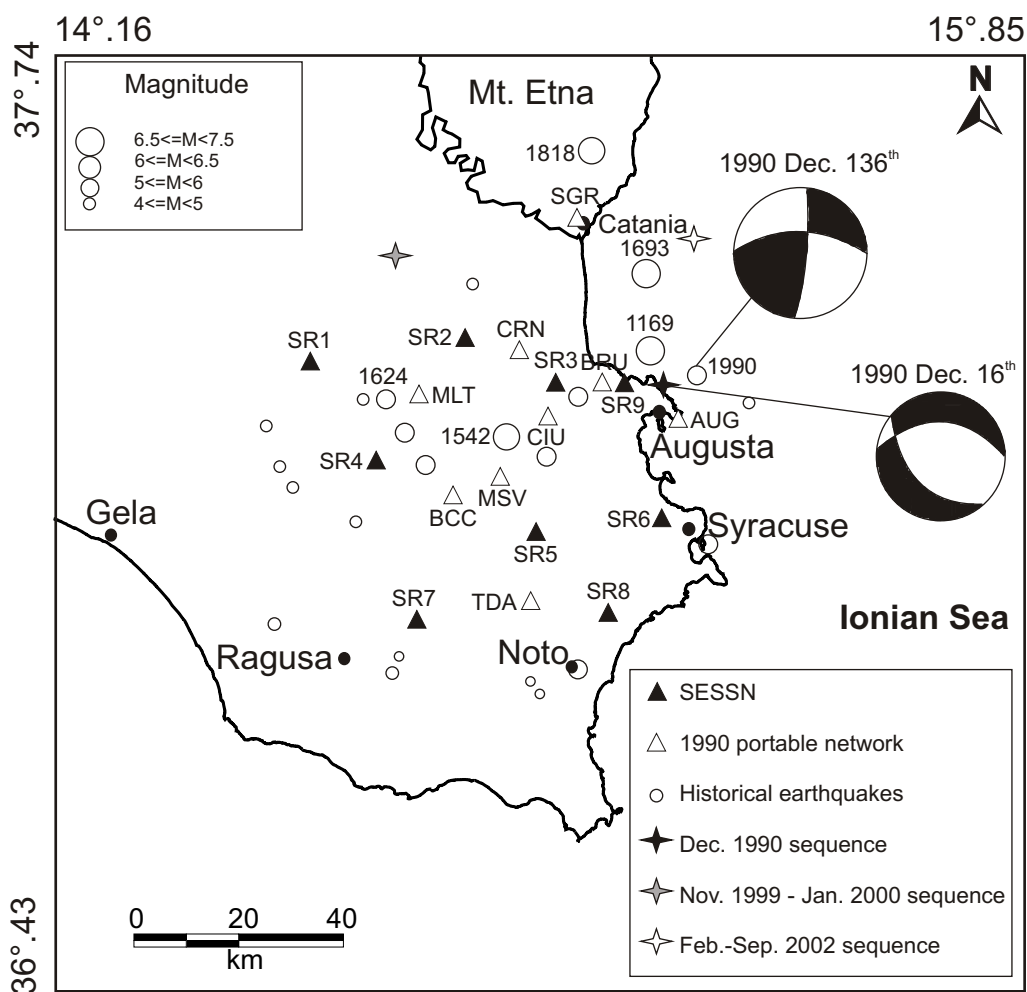 14°.16
15°.85
37°.74
Magnitude
6.5<=M<7.5
6<=M<6.5
5<=M<6
4<=M<5
Mt. Etna
N
1818
1990 Dec. 136th
SGR
Catania
1693
SR1
SR2
CRN
1169
SR3
BRU
1990
1990 Dec. 16th
1624
MLT
SR9
AUG
1542
CIU
Augusta
SR4
MSV
BCC
Gela
SR6
Syracuse
SR5
SR7
TDA
SR8
Ionian Sea
Ragusa
Noto
SESSN
1990 portable network
Historical earthquakes
Dec. 1990 sequence
Nov. 1999 - Jan. 2000 sequence
Feb.-Sep. 2002 sequence
36°.43
0 20 40
km